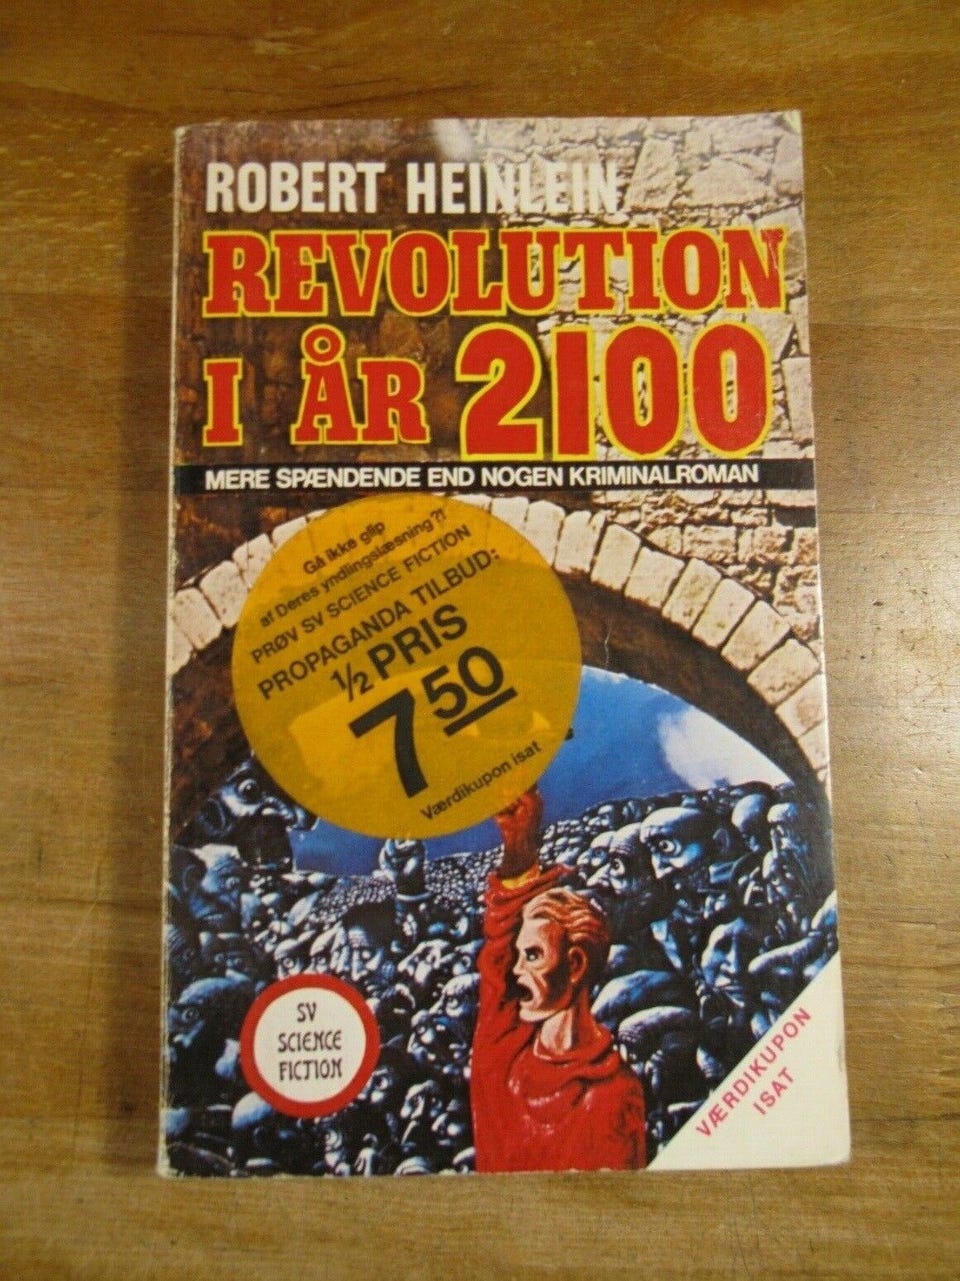 ROBERT HEINLEIN
REVOLUTION
I ÅR 2100
MERE SPÆNDENDE END NOGEN KRIMINALROMAN
Gå ikke glip
af Deres yndlingslæsning?!
PRØV SV SCIENCE FICTION
PROPAGANDA TILBUD:
1/2 PRIS
7 50
Værdikupon isat
SV
SCIENCE
FICTION
VÆRDIKUPON
ISAT